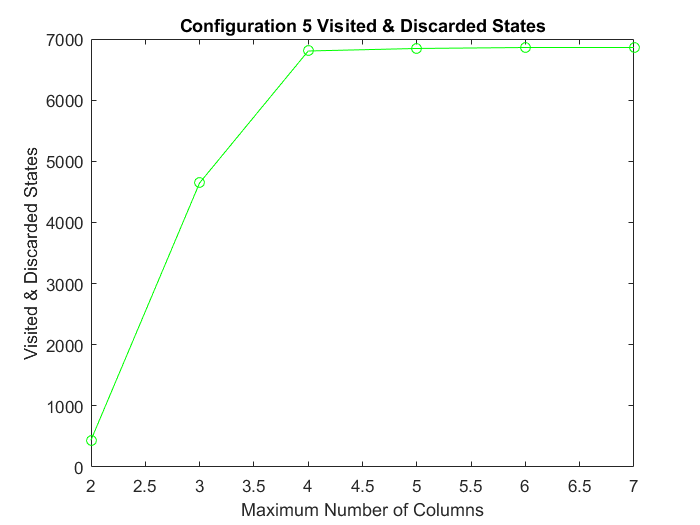 Configuration 5 Visited & Discarded States
7000
6000
5000
4000
3000
2000
1000
0
Visited & Discarded States
2 2.5 3 3.5 4 4.5 5 5.5 6 6.5 7
Maximum Number of Columns